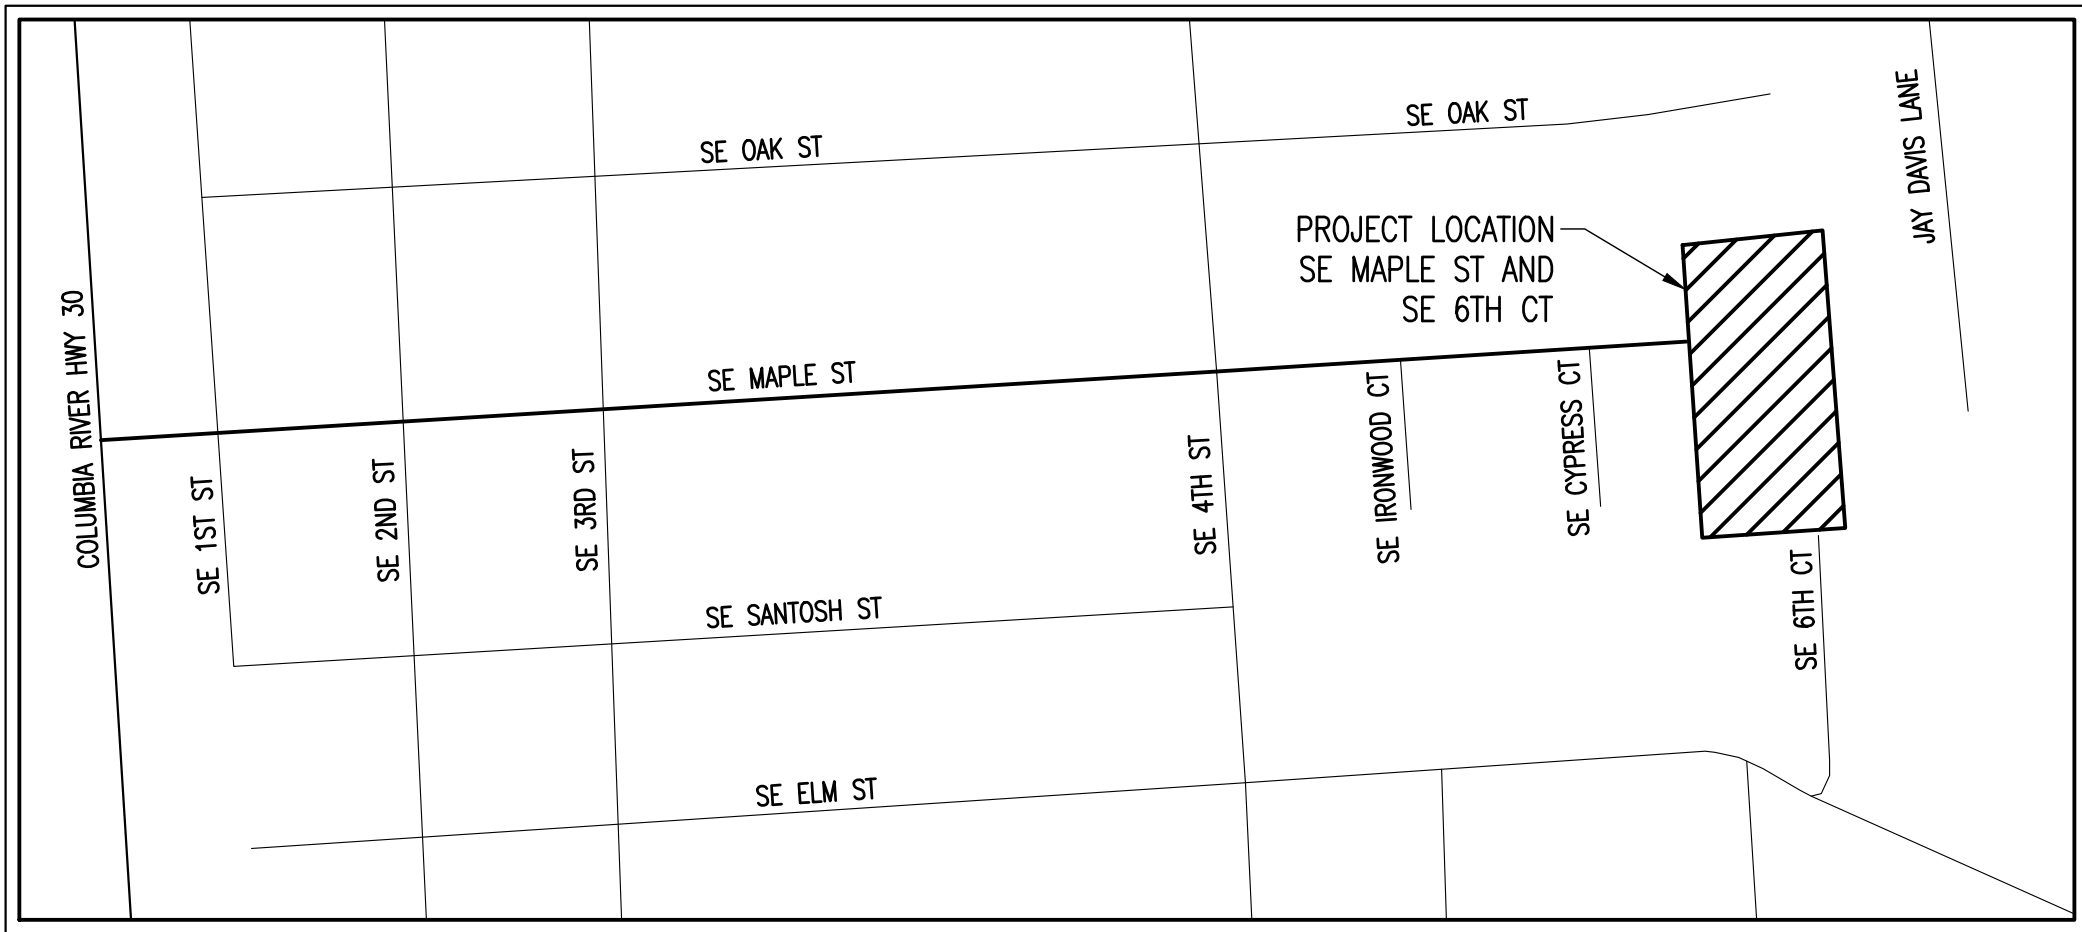 SE OAK ST
SE OAK ST
JAY DAVIS LANE
PROJECT LOCATION
SE MAPLE ST AND
SE 6TH CT
COLUMBIA RIVER HWY 30
SE MAPLE ST
SE 1ST ST
SE 2ND ST
SE 3RD ST
SE 4TH ST
SE IRONWOOD CT
SE CYPRESS CT
SE 6TH CT
SE SANTOSH ST
SE ELM ST